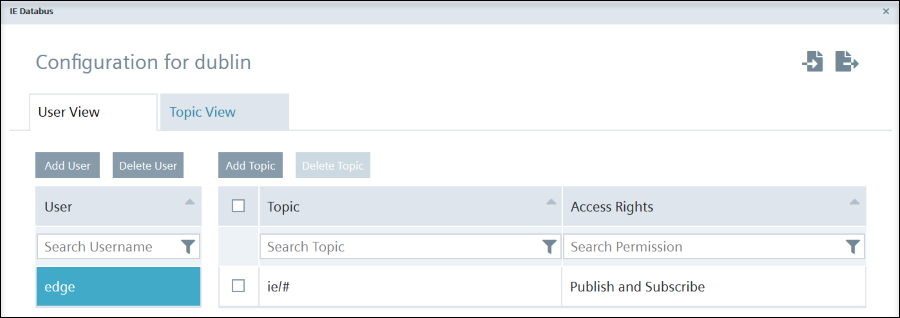 IE Databus
Configuration for dublin
User View
Topic View
Add User
Delete User
Add Topic
Delete Topic
User
Topic
Access Rights
Search Username
Search Topic
Search Permission
edge
ie/#
Publish and Subscribe